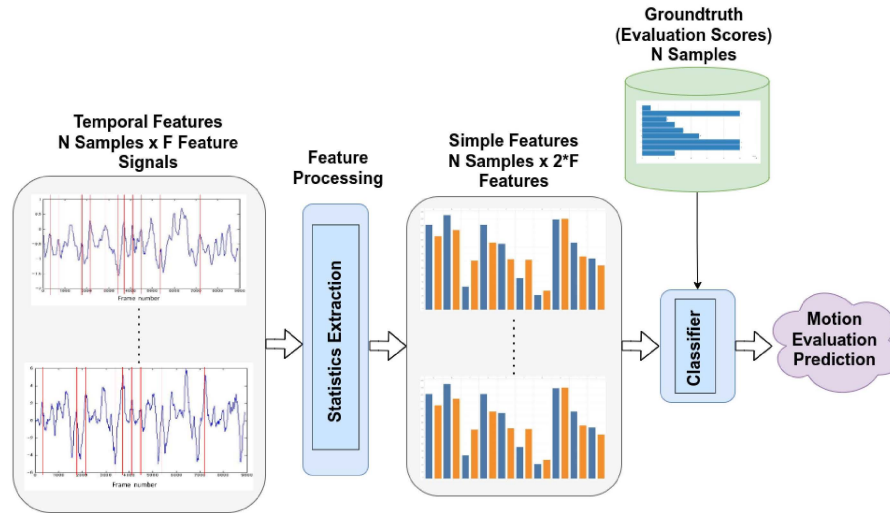 Groundtruth
(Evaluation Scores)
N Samples
Temporal Features
N Samples x F Feature
Signals
Feature
Processing
Simple Features
N Samples x 2*F
Features
Frame number
Frame number
Statistics Extraction
Classifier
Motion
Evaluation
Prediction